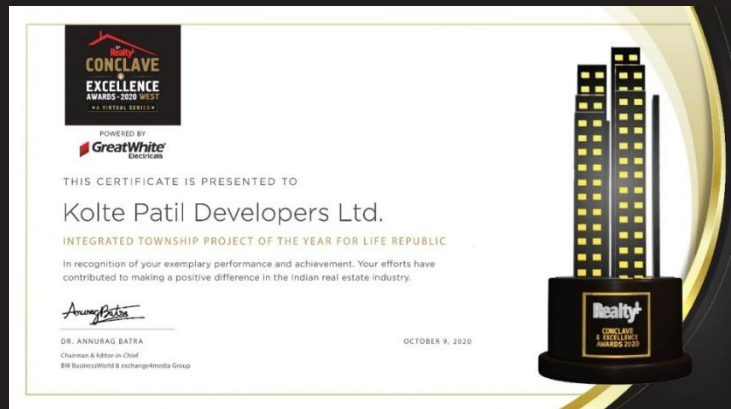 Realty+
CONCLAVE
&
EXCELLENCE
AWARDS - 2020 WEST
• A VIRTUAL SERIES •
POWERED BY
GreatWhite
Electricals
THIS CERTIFICATE IS PRESENTED TO
Kolte Patil Developers Ltd.
INTEGRATED TOWNSHIP PROJECT OF THE YEAR FOR LIFE REPUBLIC
In recognition of your exemplary performance and achievement. Your efforts have
contributed to making a positive difference in the Indian real estate industry.
Anurag Batra
DR. ANNURAG BATRA
OCTOBER 9, 2020
Chairman & Editor-in-Chief
BW BusinessWorld & exchange4media Group
Realty+
CONCLAVE
& EXCELLENCE
AWARDS 2020